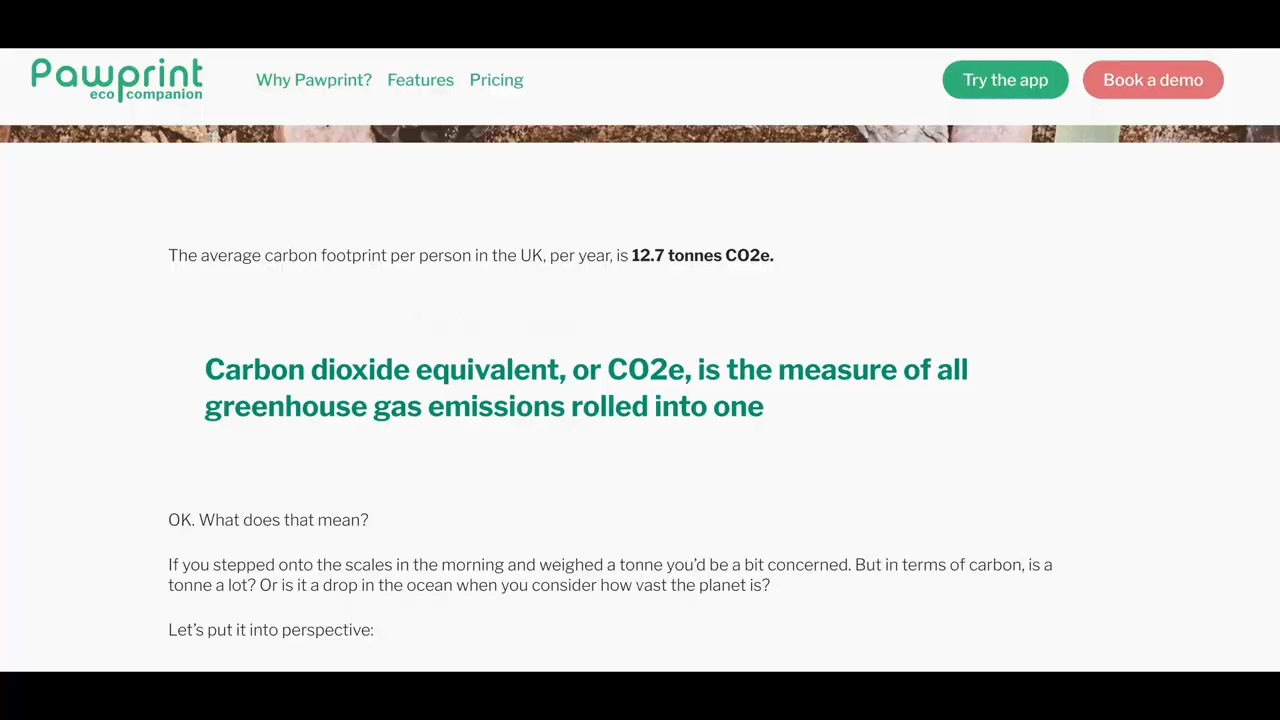 Pawprint
eco companion
Why Pawprint? Features Pricing
Try the app
Book a demo
The average carbon footprint per person in the UK, per year, is 12.7 tonnes CO2e.
Carbon dioxide equivalent, or CO2e, is the measure of all
greenhouse gas emissions rolled into one
OK. What does that mean?
If you stepped onto the scales in the morning and weighed a tonne you’d be a bit concerned. But in terms of carbon, is a
tonne a lot? Or is it a drop in the ocean when you consider how vast the planet is?
Let’s put it into perspective: